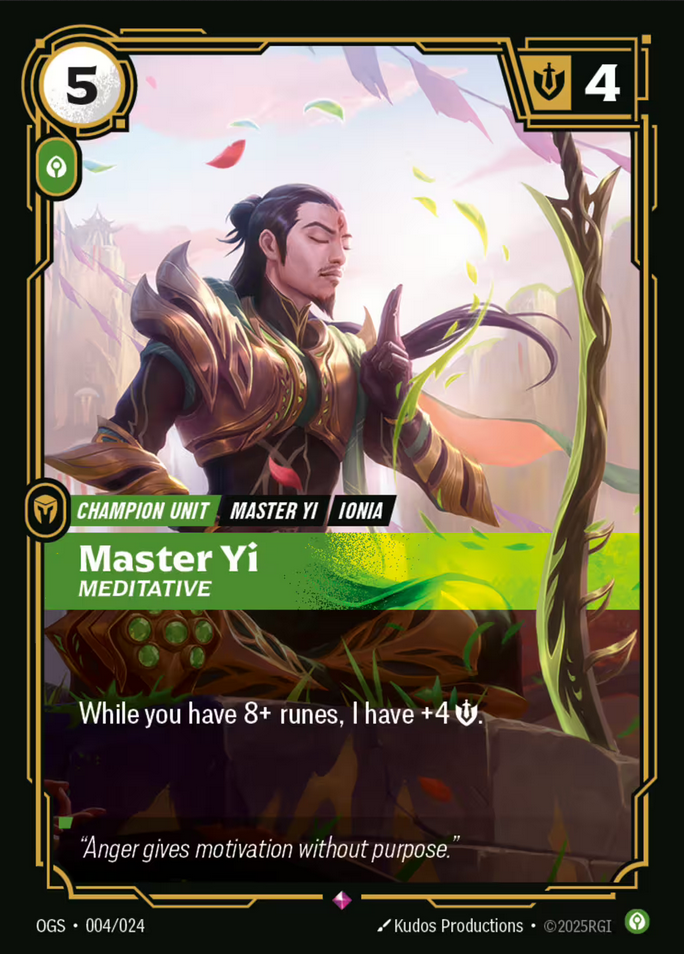 5
4
CHAMPION UNIT MASTER YI IONIA
Master Yi
MEDITATIVE
While you have 8+ runes, I have +4.
“Anger gives motivation without purpose.”
OGS • 004/024
Kudos Productions • ©2025RGI